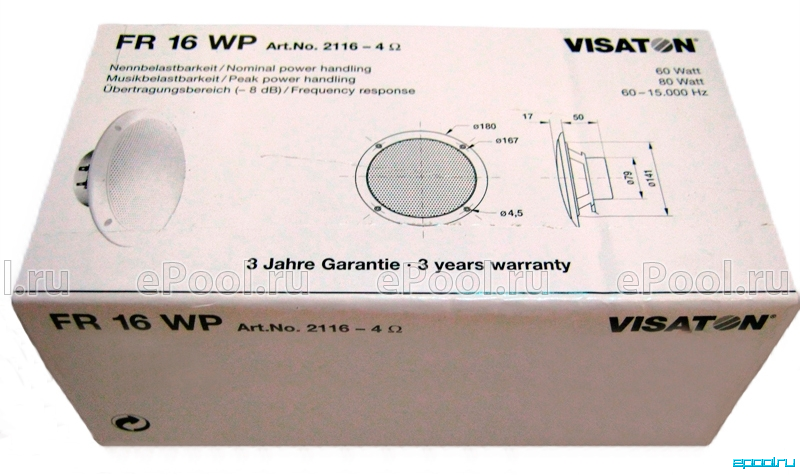 FR 16 WP Art.No. 2116 – 4 Ω VISATON®
Nennbelastbarkeit / Nominal power handling 60 Watt
Musikbelastbarkeit / Peak power handling 80 Watt
Übertragungsbereich (– 8 dB) / Frequency response 60–15.000 Hz
17 50
ø180
ø167
ø79
ø141
ø4,5
3 Jahre Garantie · 3 years warranty
l.ru ePool.ru ePool.ru ePool.ru
FR 16 WP Art.No. 2116 – 4 Ω VISATON®
epool.ru